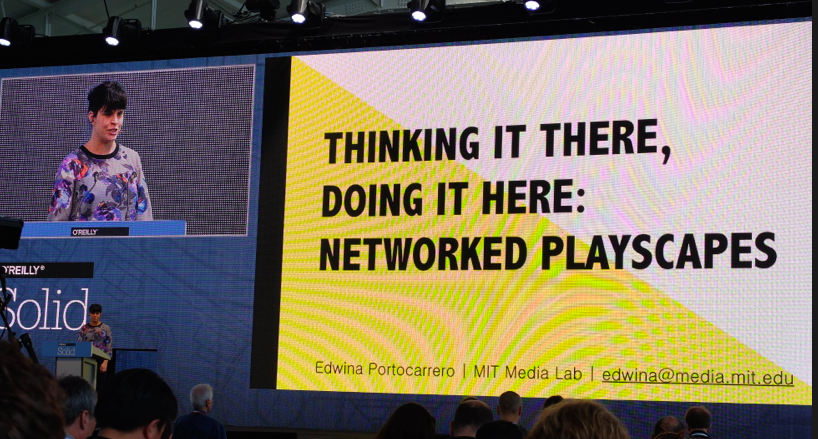 THINKING IT THERE,
DOING IT HERE:
NETWORKED PLAYSCAPES
Edwina Portocarrero | MIT Media Lab | edwina@media.mit.edu
O'REILLY
O'REILLY®
Solid
Solid